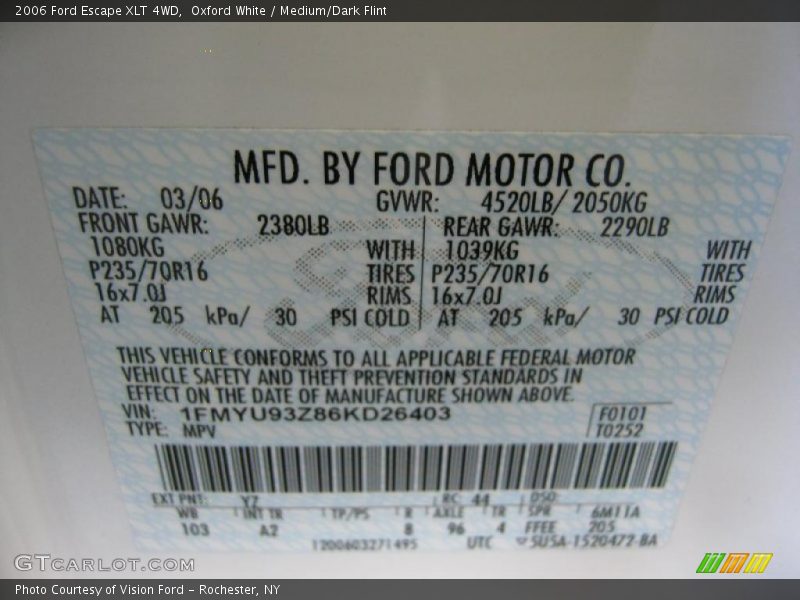 2006 Ford Escape XLT 4WD,  Oxford White / Medium/Dark Flint
MFD. BY FORD MOTOR CO.
DATE: 03/06 GVWR: 4520LB/ 2050KG
FRONT GAWR: 2380LB REAR GAWR: 2290LB
1080KG WITH 1039KG WITH
P235/70R16 TIRES P235/70R16 TIRES
16x7.0J RIMS 16x7.0J RIMS
AT 205 kPa/ 30 PSI COLD AT 205 kPa/ 30 PSI COLD
THIS VEHICLE CONFORMS TO ALL APPLICABLE FEDERAL MOTOR
VEHICLE SAFETY AND THEFT PREVENTION STANDARDS IN
EFFECT ON THE DATE OF MANUFACTURE SHOWN ABOVE.
VIN: 1FMYU93Z86KD26403 F0101
TYPE: MPV T0252
EXT PNT: YZ RC: 44 DSO:
WB INT TR TP/PS R AXLE TR SPR 6M11A
103 A2 8 96 4 FFEE 205
1200603271495 UTC 5U5A-1520472-BA
GTCARLOT.COM
Photo Courtesy of Vision Ford – Rochester, NY